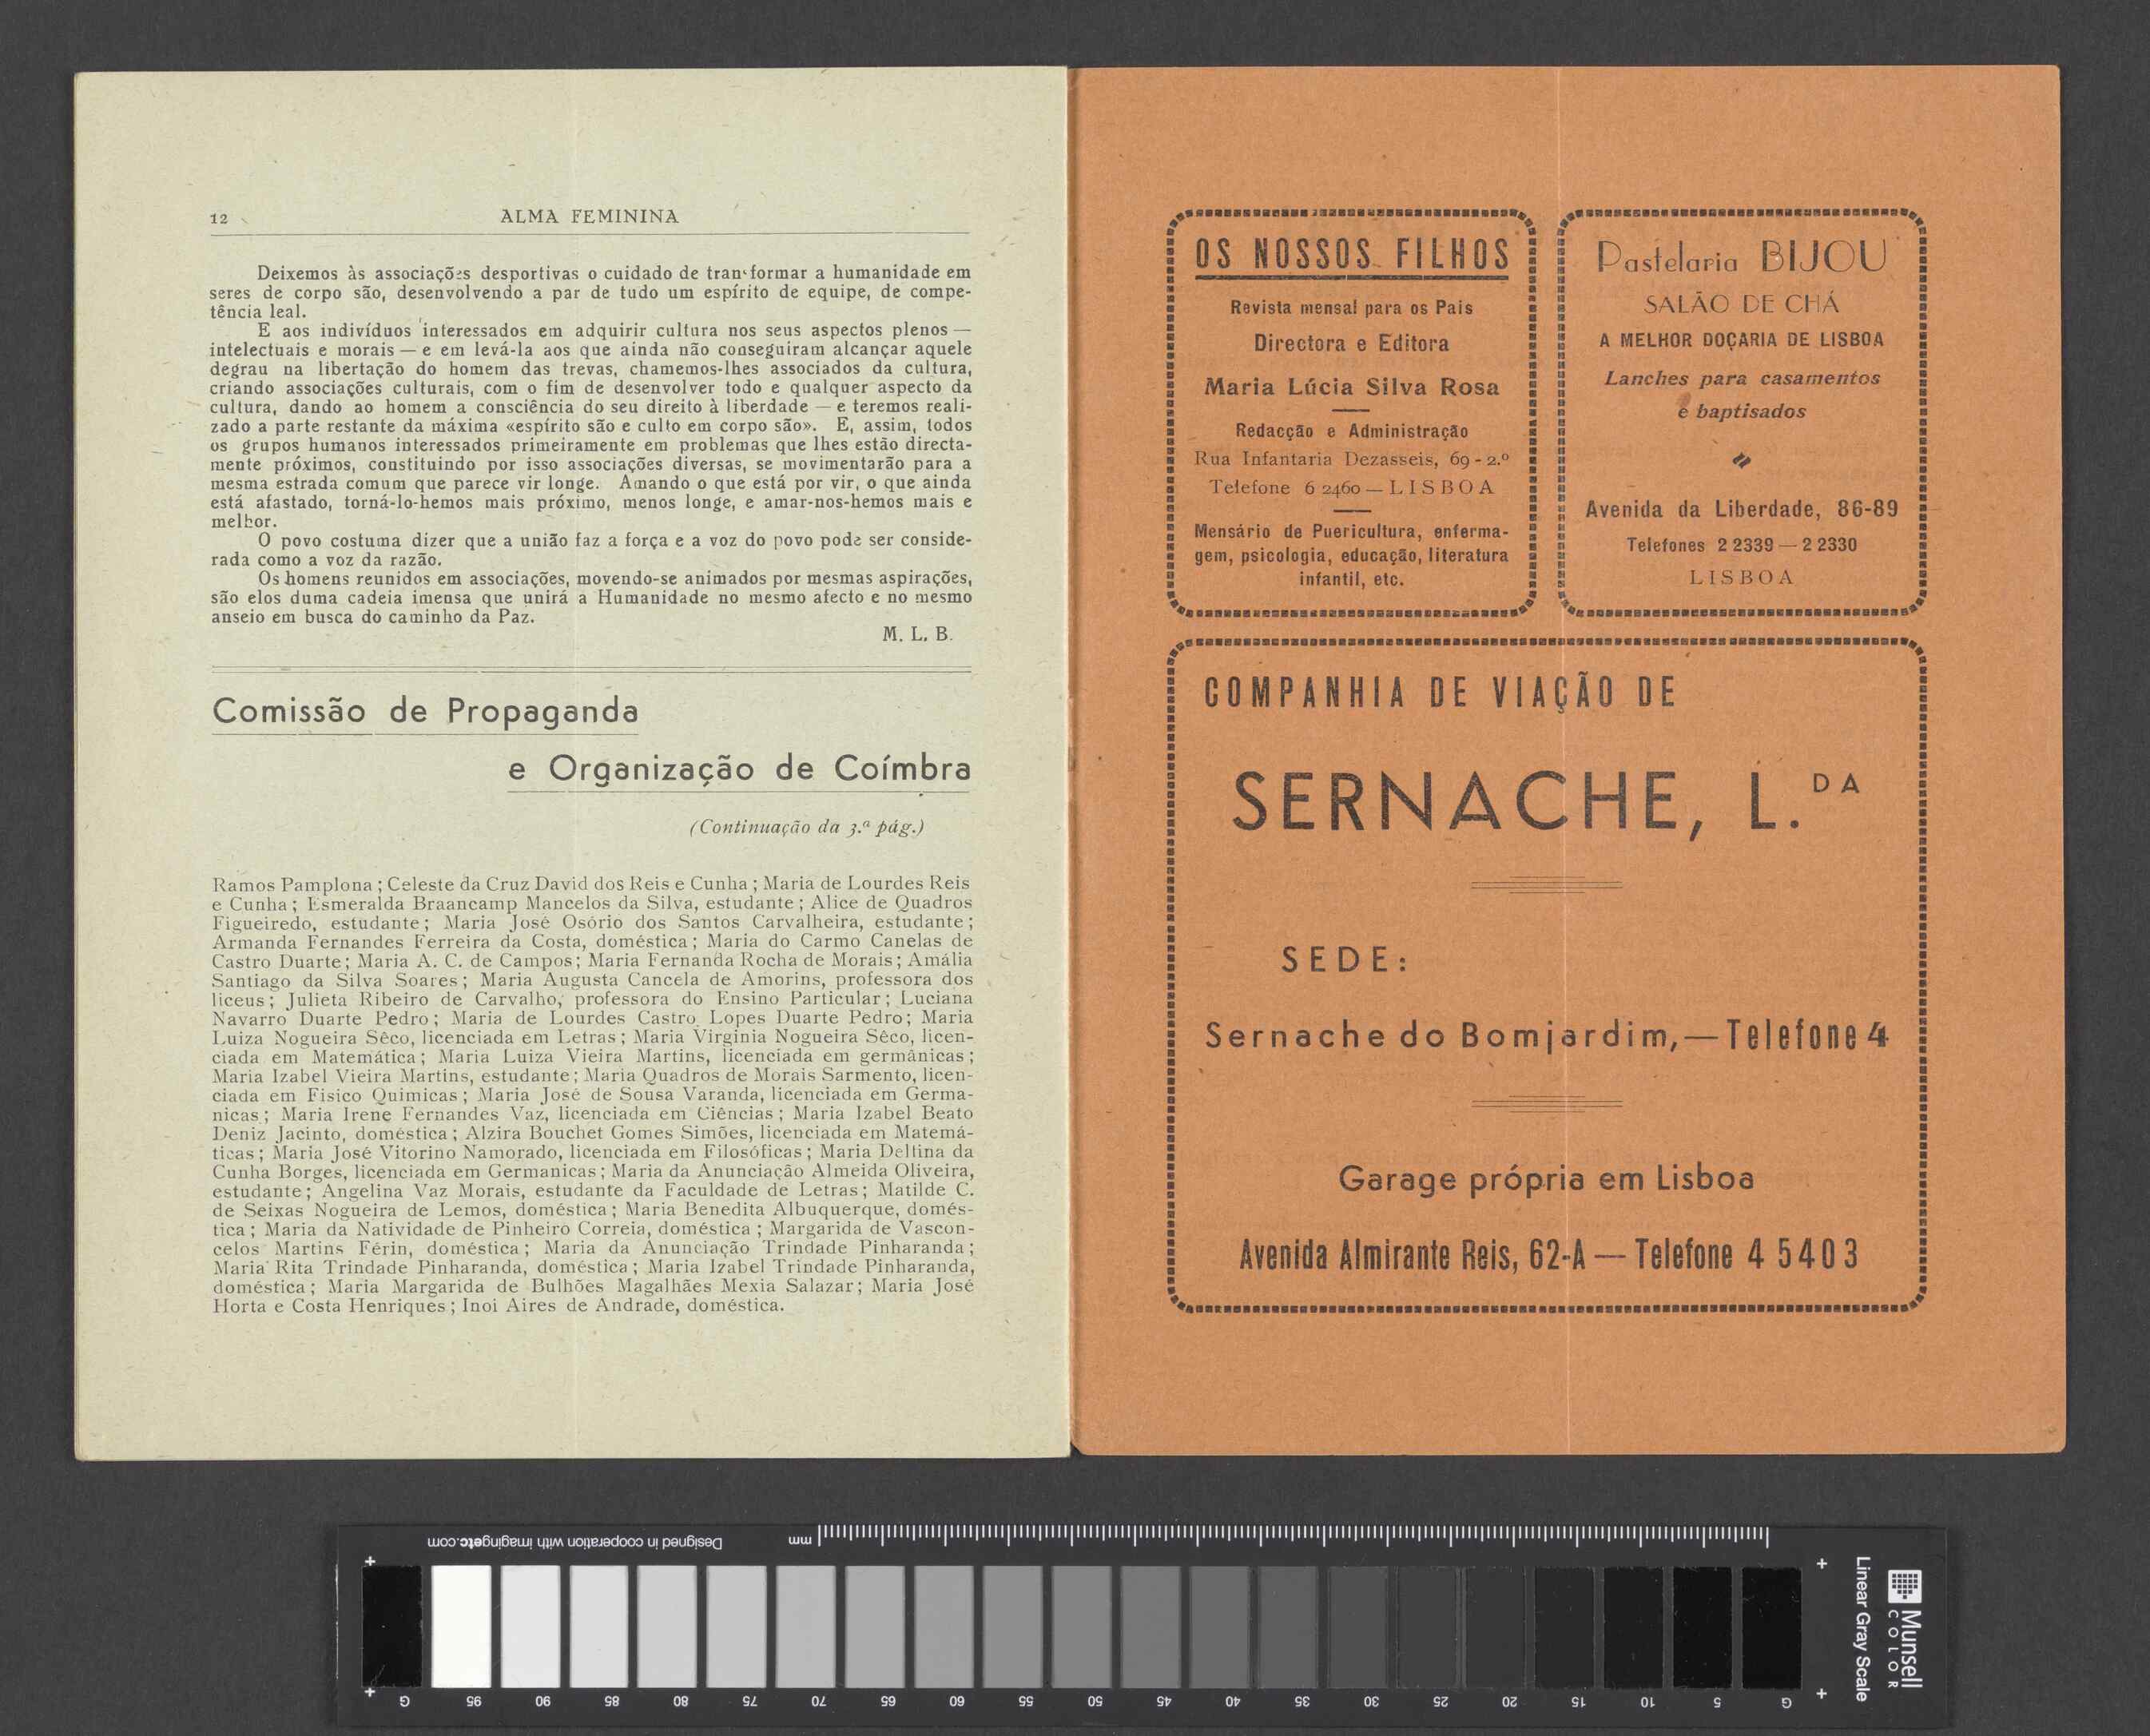 12
ALMA FEMININA
Deixemos às associações desportivas o cuidado de transformar a humanidade em
seres de corpo são, desenvolvendo a par de tudo um espírito de equipe, de compe-
tência leal.
E aos indivíduos interessados em adquirir cultura nos seus aspectos plenos —
intelectuais e morais — e em levá-la aos que ainda não conseguiram alcançar aquele
degrau na libertação do homem das trevas, chamemos-lhes associados da cultura,
criando associações culturais, com o fim de desenvolver todo e qualquer aspecto da
cultura, dando ao homem a consciência do seu direito à liberdade — e teremos reali-
zado a parte restante da máxima «espírito são e culto em corpo são». E, assim, todos
os grupos humanos interessados primeiramente em problemas que lhes estão directa-
mente próximos, constituindo por isso associações diversas, se movimentarão para a
mesma estrada comum que parece vir longe. Amando o que está por vir, o que ainda
está afastado, torná-lo-hemos mais próximo, menos longe, e amar-nos-hemos mais e
melhor.
O povo costuma dizer que a união faz a força e a voz do povo pode ser conside-
rada como a voz da razão.
Os homens reunidos em associações, movendo-se animados por mesmas aspirações,
são elos duma cadeia imensa que unirá a Humanidade no mesmo afecto e no mesmo
anseio em busca do caminho da Paz.
M. L. B.
Comissão de Propaganda
e Organização de Coímbra
(Continuação da 3.ª pág.)
Ramos Pamplona ; Celeste da Cruz David dos Reis e Cunha ; Maria de Lourdes Reis
e Cunha ; Esmeralda Braancamp Mancelos da Silva, estudante ; Alice de Quadros
Figueiredo, estudante ; Maria José Osório dos Santos Carvalheira, estudante ;
Armanda Fernandes Ferreira da Costa, doméstica ; Maria do Carmo Canelas de
Castro Duarte ; Maria A. C. de Campos ; Maria Fernanda Rocha de Morais ; Amália
Santiago da Silva Soares ; Maria Augusta Cancela de Amorins, professora dos
liceus ; Julieta Ribeiro de Carvalho, professora do Ensino Particular ; Luciana
Navarro Duarte Pedro ; Maria de Lourdes Castro Lopes Duarte Pedro ; Maria
Luiza Nogueira Sêco, licenciada em Letras ; Maria Virginia Nogueira Sêco, licen-
ciada em Matemática ; Maria Luiza Vieira Martins, licenciada em germânicas ;
Maria Izabel Vieira Martins, estudante ; Maria Quadros de Morais Sarmento, licen-
ciada em Fisico Quimicas ; Maria José de Sousa Varanda, licenciada em Germa-
nicas ; Maria Irene Fernandes Vaz, licenciada em Ciências ; Maria Izabel Beato
Deniz Jacinto, doméstica ; Alzira Bouchet Gomes Simões, licenciada em Matemá-
ticas ; Maria José Vitorino Namorado, licenciada em Filosóficas ; Maria Delfina da
Cunha Borges, licenciada em Germanicas ; Maria da Anunciação Almeida Oliveira,
estudante ; Angelina Vaz Morais, estudante da Faculdade de Letras ; Matilde C.
de Seixas Nogueira de Lemos, doméstica ; Maria Benedita Albuquerque, domés-
tica ; Maria da Natividade de Pinheiro Correia, doméstica ; Margarida de Vascon-
celos Martins Férin, doméstica ; Maria da Anunciação Trindade Pinharanda ;
Maria Rita Trindade Pinharanda, doméstica ; Maria Izabel Trindade Pinharanda,
doméstica ; Maria Margarida de Bulhões Magalhães Mexia Salazar ; Maria José
Horta e Costa Henriques ; Inoi Aires de Andrade, doméstica.
OS NOSSOS FILHOS
Revista mensal para os Pais
Directora e Editora
Maria Lúcia Silva Rosa
Redacção e Administração
Rua Infantaria Dezasseis, 69 - 2.º
Telefone 6 2460 — LISBOA
Mensário de Puericultura, enferma-
gem, psicologia, educação, literatura
infantil, etc.
Pastelaria BIJOU
SALÃO DE CHÁ
A MELHOR DOÇARIA DE LISBOA
Lanches para casamentos
e baptisados
Avenida da Liberdade, 86-89
Telefones 2 2339 — 2 2330
LISBOA
COMPANHIA DE VIAÇÃO DE
SERNACHE, L.DA
SEDE:
Sernache do Bomjardim,—Telefone 4
Garage própria em Lisboa
Avenida Almirante Reis, 62-A — Telefone 4 5403
Designed in cooperation with imagingetc.com
mm
G 95 90 85 80 75 70 65 60 55 50 45 40 35 30 25 20 15 10 5 G
Linear Gray Scale
Munsell
COLOR